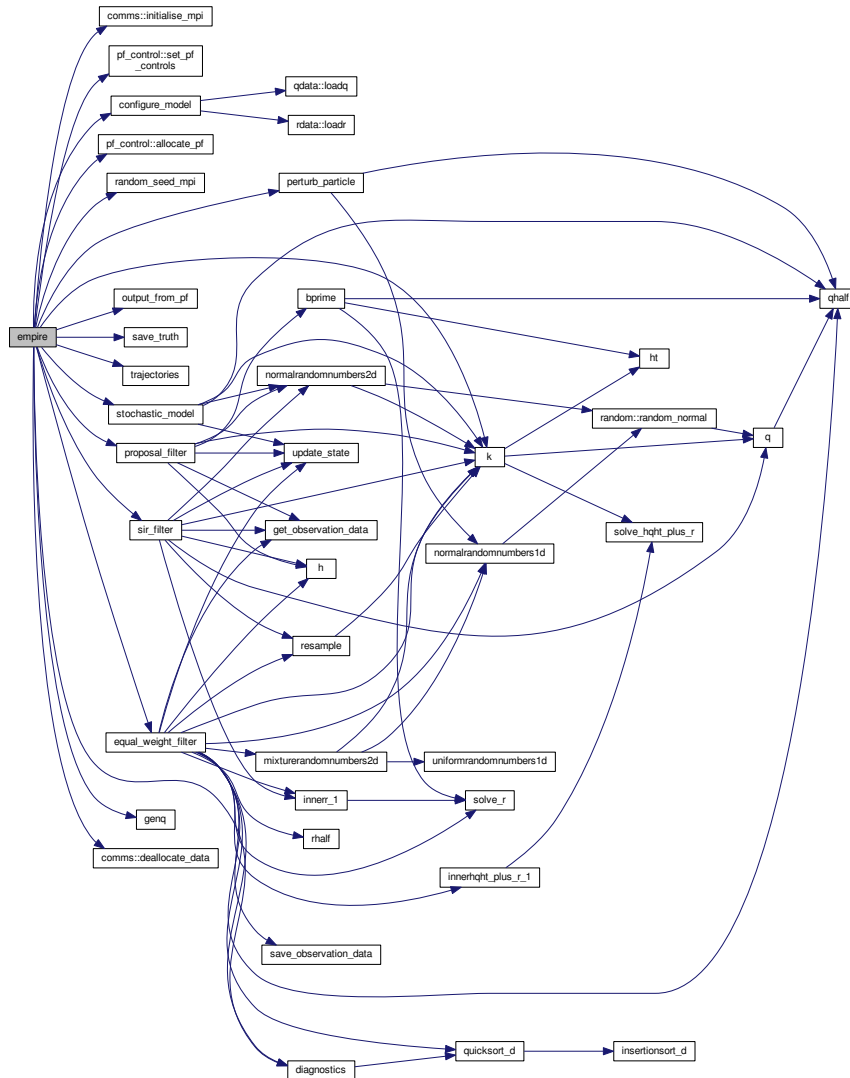 comms::initialise_mpi
pf_control::set_pf
_controls
qdata::loadq
configure_model
rdata::loadr
pf_control::allocate_pf
random_seed_mpi
perturb_particle
output_from_pf
bprime
qhalf
empire
save_truth
ht
trajectories
normalrandomnumbers2d
stochastic_model
random::random_normal
q
proposal_filter
update_state
k
sir_filter
get_observation_data
solve_hqht_plus_r
normalrandomnumbers1d
h
resample
equal_weight_filter
mixturerandomnumbers2d
uniformrandomnumbers1d
innerr_1
solve_r
genq
rhalf
comms::deallocate_data
innerhqht_plus_r_1
save_observation_data
quicksort_d
insertionsort_d
diagnostics